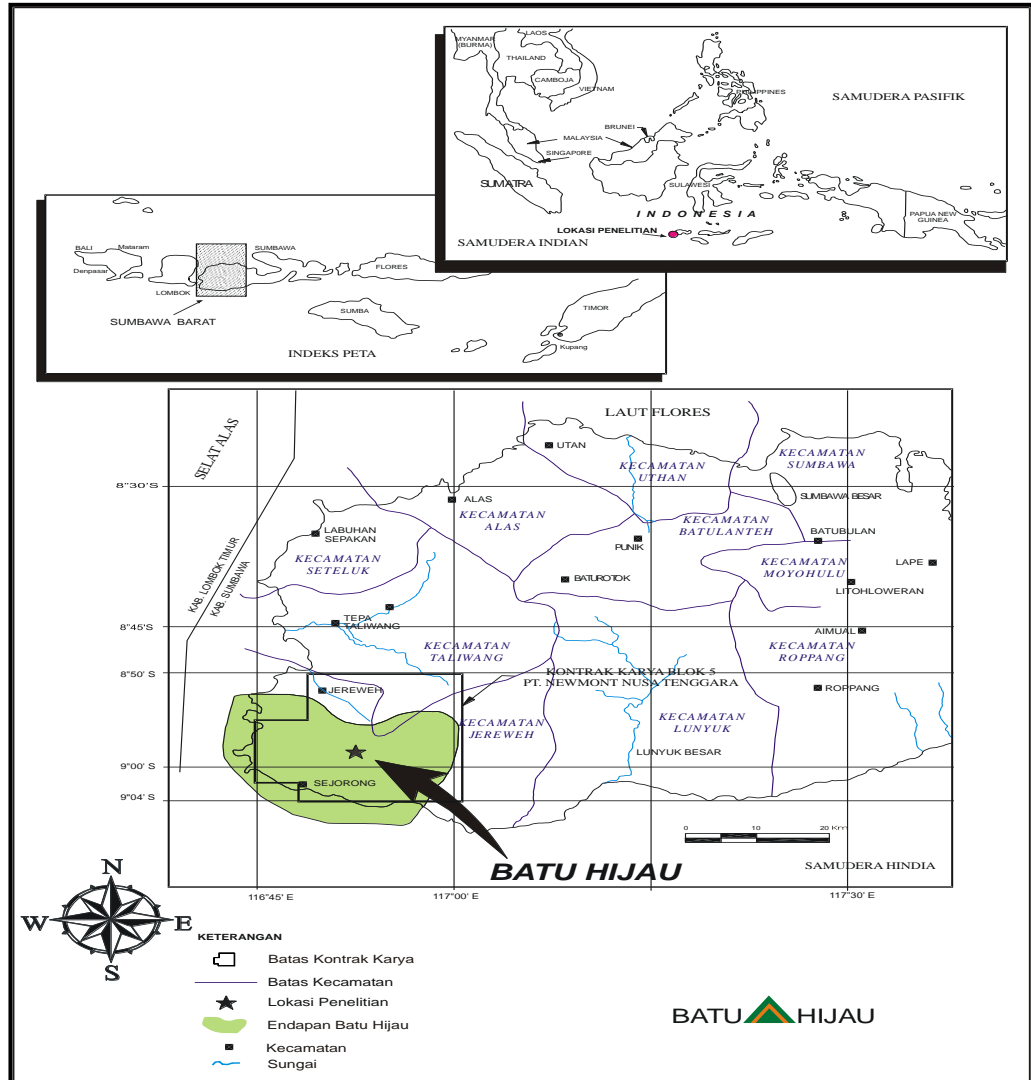 MYANMAR
(BURMA)
LAOS
THAILAND
CAMBOJA
VIETNAM
PHILIPPINES
SAMUDERA PASIFIK
BRUNEI
MALAYSIA
SINGAPORE
SUMATRA
SULAWESI
INDONESIA
PAPUA NEW
GUINEA
LOKASI PENELITIAN
SAMUDERA INDIAN
BALI
Mataram
SUMBAWA
Denpasar
FLORES
LOMBOK
SUMBAWA BARAT
SUMBA
TIMOR
Kupang
INDEKS PETA
LAUT FLORES
SELAT ALAS
UTAN
KECAMATAN
UTHAN
KECAMATAN
SUMBAWA
8°30' S
ALAS
SUMBAWA BESAR
KECAMATAN
ALAS
LABUHAN
SEPAKAN
PUNIK
KECAMATAN
BATULANTEH
BATUBULAN
KECAMATAN
SETELUK
KECAMATAN
MOYOHULU
LAPE
BATUROTOK
LITOHLOWERAN
KAB. LOMBOK TIMUR
KAB. SUMBAWA
8"45'S
TEPA
TALIWANG
AIMUAL
KECAMATAN
TALIWANG
KECAMATAN
ROPPANG
8"50'S
KONTRAK KARYA BLOK 5
PT. NEWMONT NUSA TENGGARA
JEREWEH
ROPPANG
KECAMATAN
JEREWEH
KECAMATAN
LUNYUK
LUNYUK BESAR
9"00' S
SEJORONG
9"04' S
0 10 20 Km
BATU HIJAU
SAMUDERA HINDIA
116"45' E
117"00' E
117"30' E
N
W E
S
KETERANGAN
Batas Kontrak Karya
Batas Kecamatan
Lokasi Penelitian
Endapan Batu Hijau
Kecamatan
Sungai
BATU HIJAU